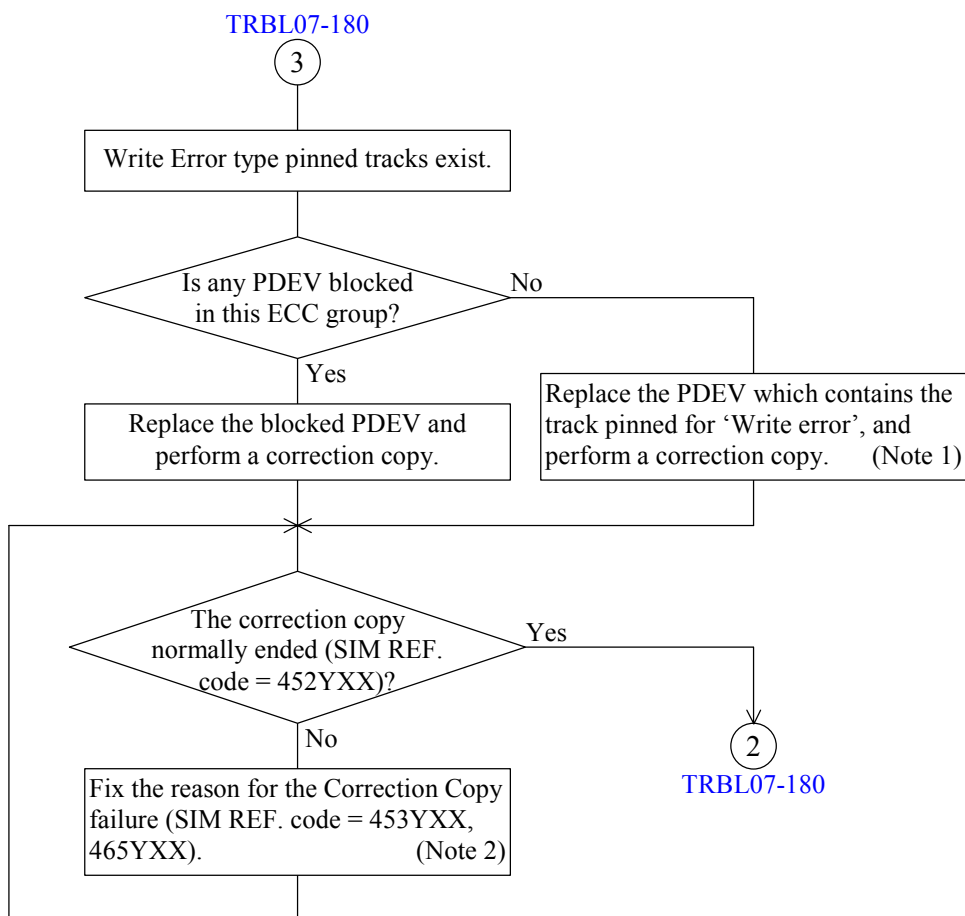 TRBL07-180
3
Write Error type pinned tracks exist.
Is any PDEV blocked
in this ECC group?
No
Yes
Replace the blocked PDEV and
perform a correction copy.
Replace the PDEV which contains the
track pinned for ‘Write error’, and
perform a correction copy. (Note 1)
The correction copy
normally ended (SIM REF.
code = 452YXX)?
Yes
No
2
TRBL07-180
Fix the reason for the Correction Copy
failure (SIM REF. code = 453YXX,
465YXX). (Note 2)